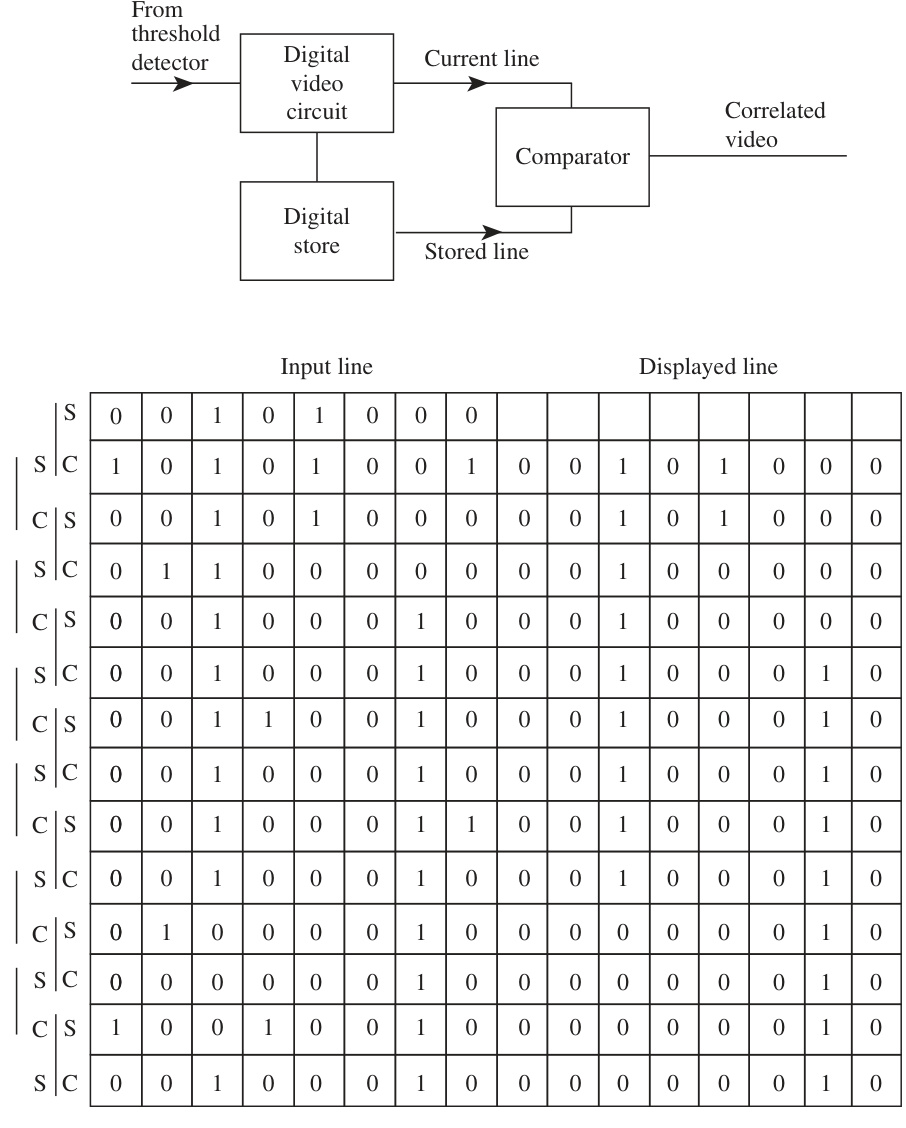 From
threshold
detector
Digital
video
circuit
Current line
Correlated
video
Comparator
Digital
store
Stored line
Input line Displayed line
S 0 0 1 0 1 0 0 0
S C 1 0 1 0 1 0 0 1 0 0 1 0 1 0 0 0
C S 0 0 1 0 1 0 0 0 0 0 1 0 1 0 0 0
S C 0 1 1 0 0 0 0 0 0 0 1 0 0 0 0 0
C S 0 0 1 0 0 0 1 0 0 0 1 0 0 0 0 0
S C 0 0 1 0 0 0 1 0 0 0 1 0 0 0 1 0
C S 0 0 1 1 0 0 1 0 0 0 1 0 0 0 1 0
S C 0 0 1 0 0 0 1 0 0 0 1 0 0 0 1 0
C S 0 0 1 0 0 0 1 1 0 0 1 0 0 0 1 0
S C 0 0 1 0 0 0 1 0 0 0 1 0 0 0 1 0
C S 0 1 0 0 0 0 1 0 0 0 0 0 0 0 1 0
S C 0 0 0 0 0 0 1 0 0 0 0 0 0 0 1 0
C S 1 0 0 1 0 0 1 0 0 0 0 0 0 0 1 0
S C 0 0 1 0 0 0 1 0 0 0 0 0 0 0 1 0